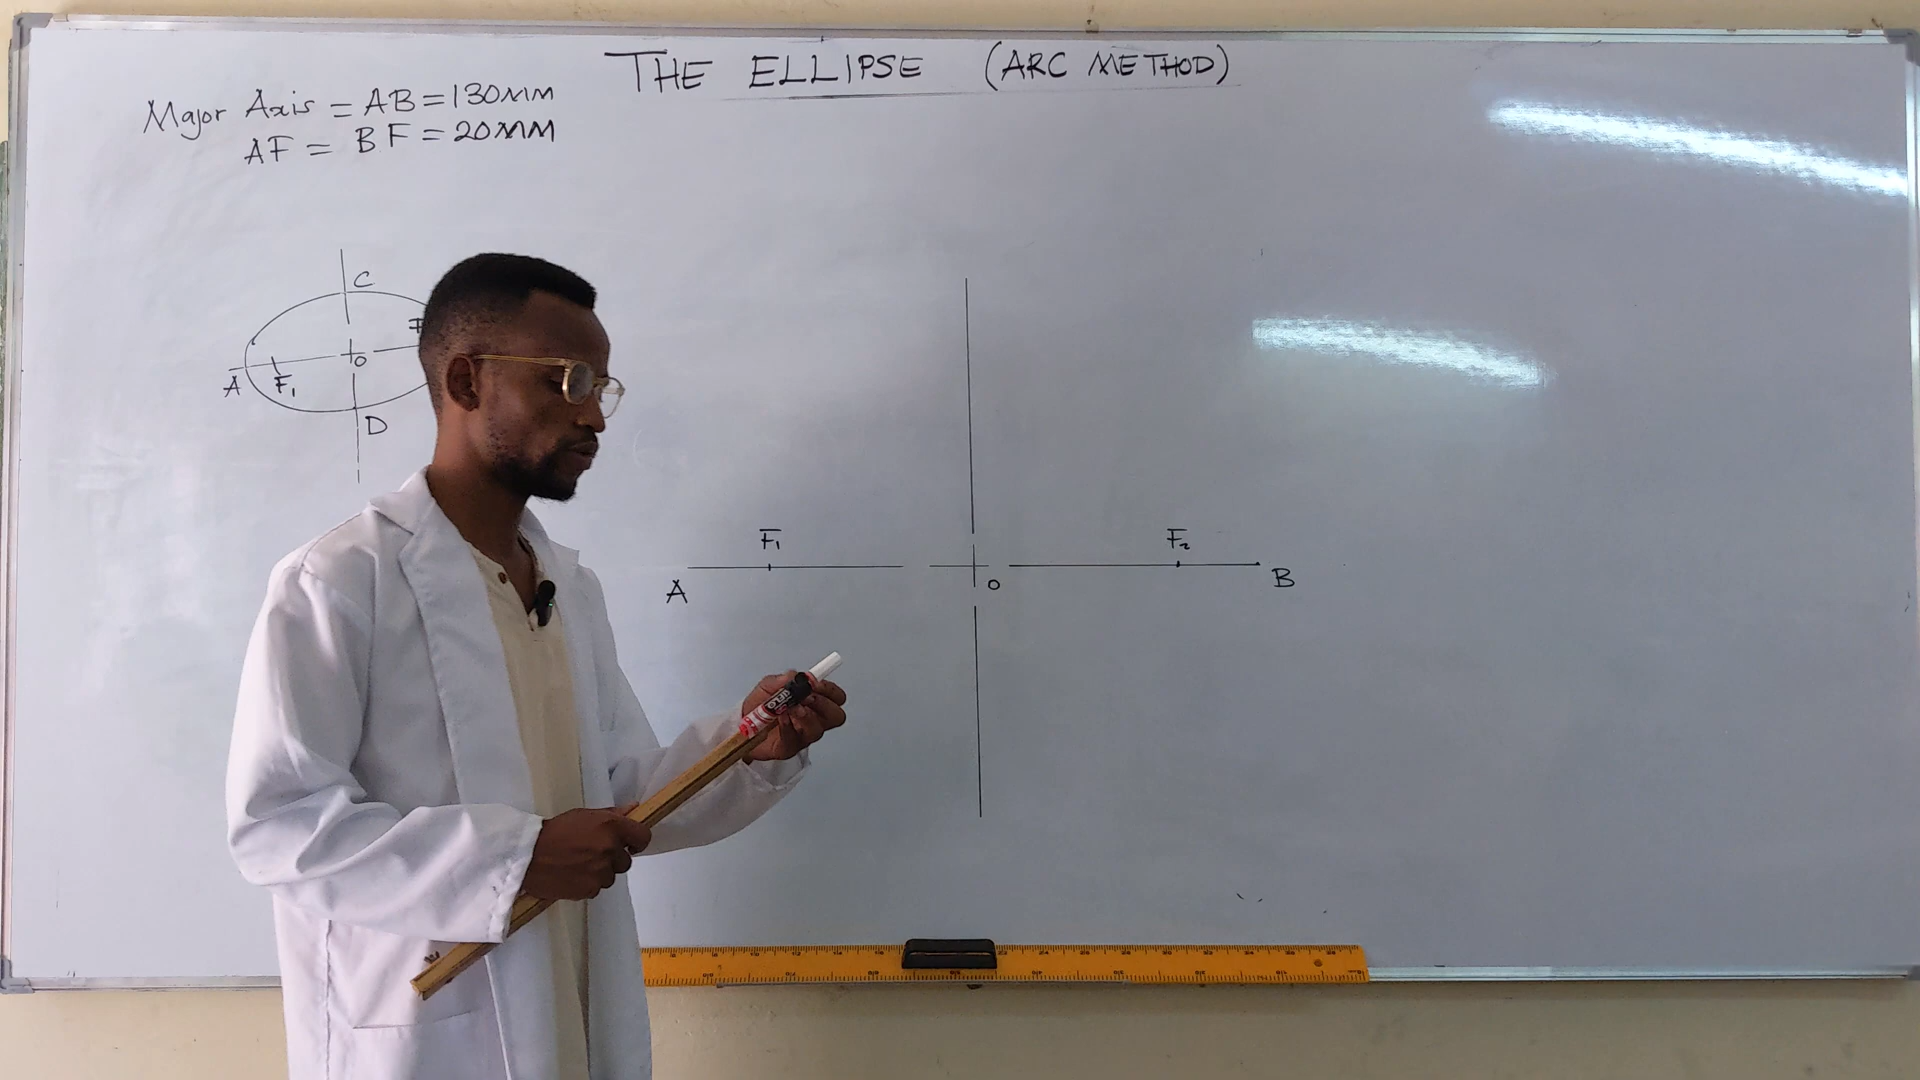 THE ELLIPSE (ARC METHOD)
Major Axis = AB = 130MM
AF = BF = 20MM
C
F
O
A
F₁
D
F₁
F₂
A
O
B